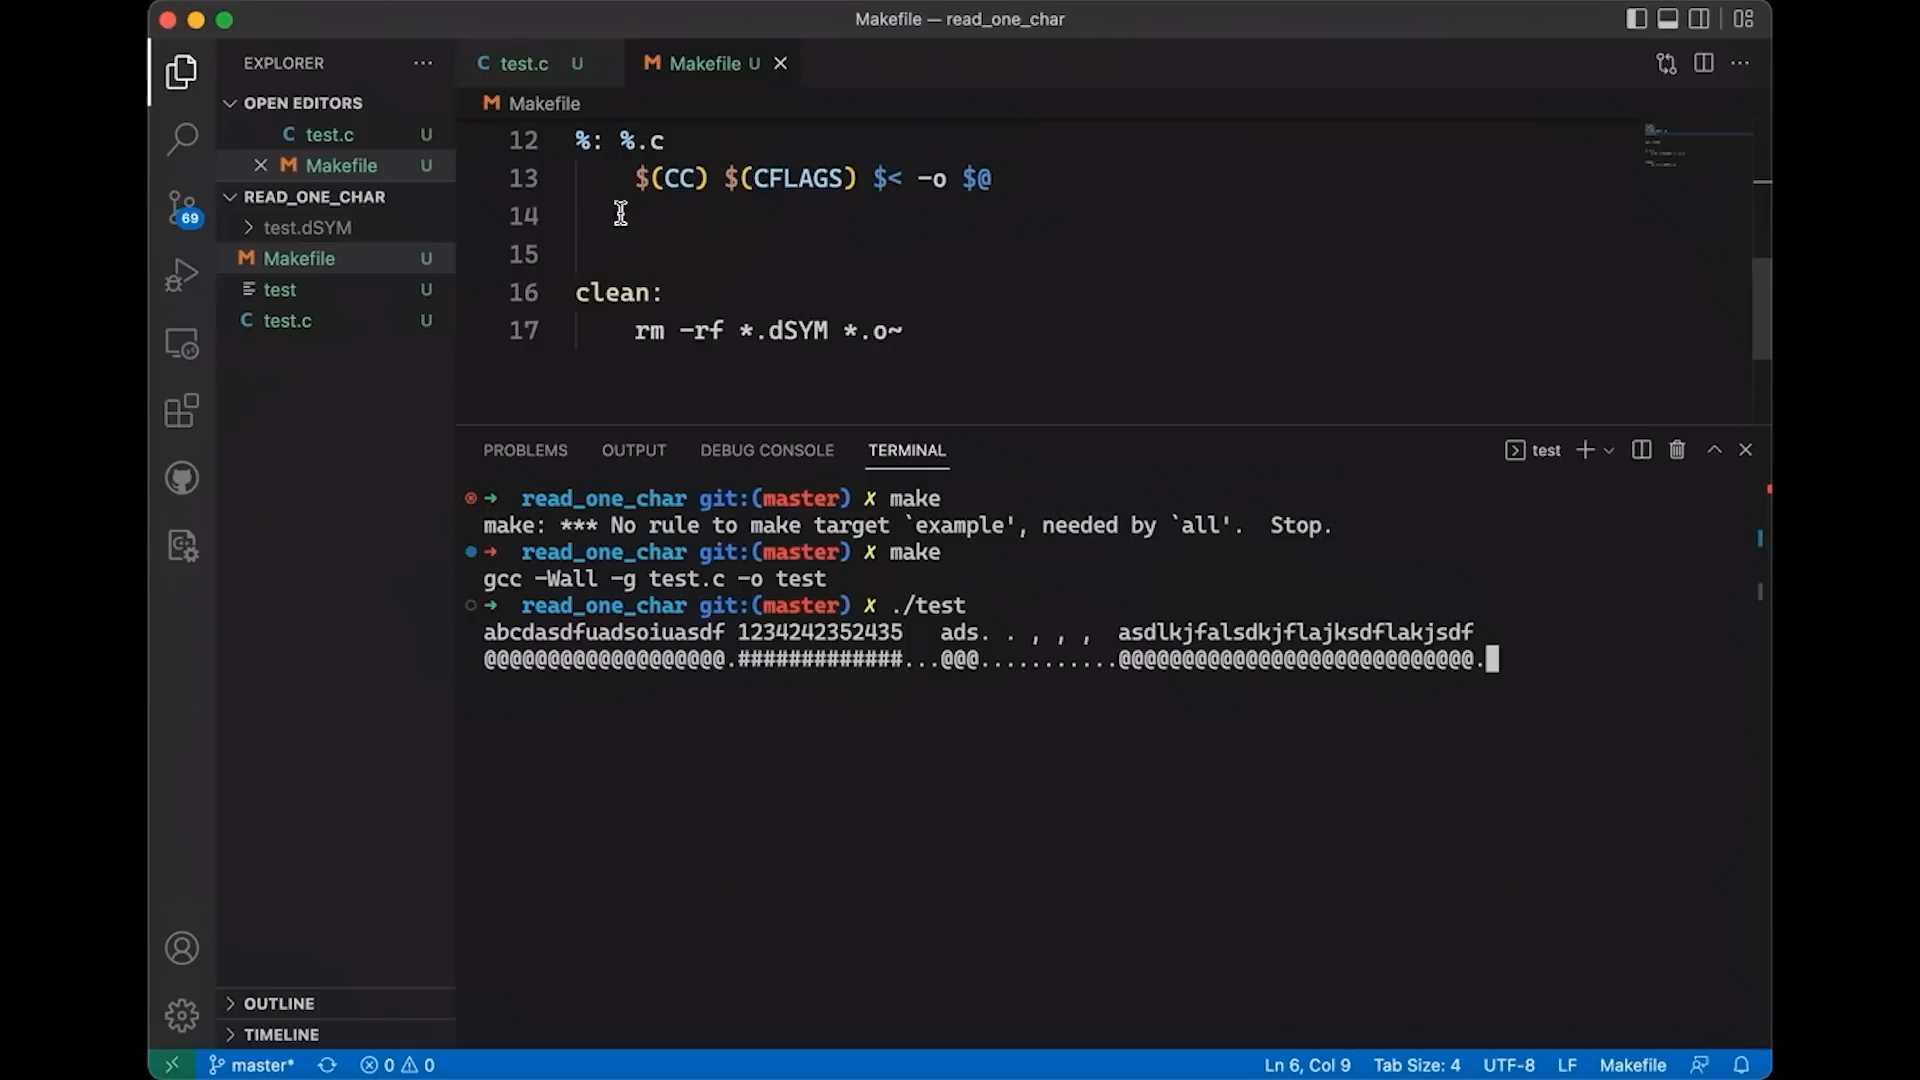 Makefile — read_one_char
EXPLORER
OPEN EDITORS
C test.c U
M Makefile U
READ_ONE_CHAR
test.dSYM
M Makefile U
test U
C test.c U
OUTLINE
TIMELINE
69
C test.c U
M Makefile U
M Makefile
12 %: %.c
13 $(CC) $(CFLAGS) $< -o $@
14
15
16 clean:
17 rm -rf *.dSYM *.o~
PROBLEMS OUTPUT DEBUG CONSOLE TERMINAL
test
➜ read_one_char git:(master) ✗ make
make: *** No rule to make target `example', needed by `all'.  Stop.
➜ read_one_char git:(master) ✗ make
gcc -Wall -g test.c -o test
➜ read_one_char git:(master) ✗ ./test
abcdasdfuadsoiuasdf 1234242352435   ads. . , , ,  asdlkjfalsdkjflajksdflakjsdf
@@@@@@@@@@@@@@@@@@@.#############...@@@...........@@@@@@@@@@@@@@@@@@@@@@@@@@@@.
master* 0 0
Ln 6, Col 9 Tab Size: 4 UTF-8 LF Makefile